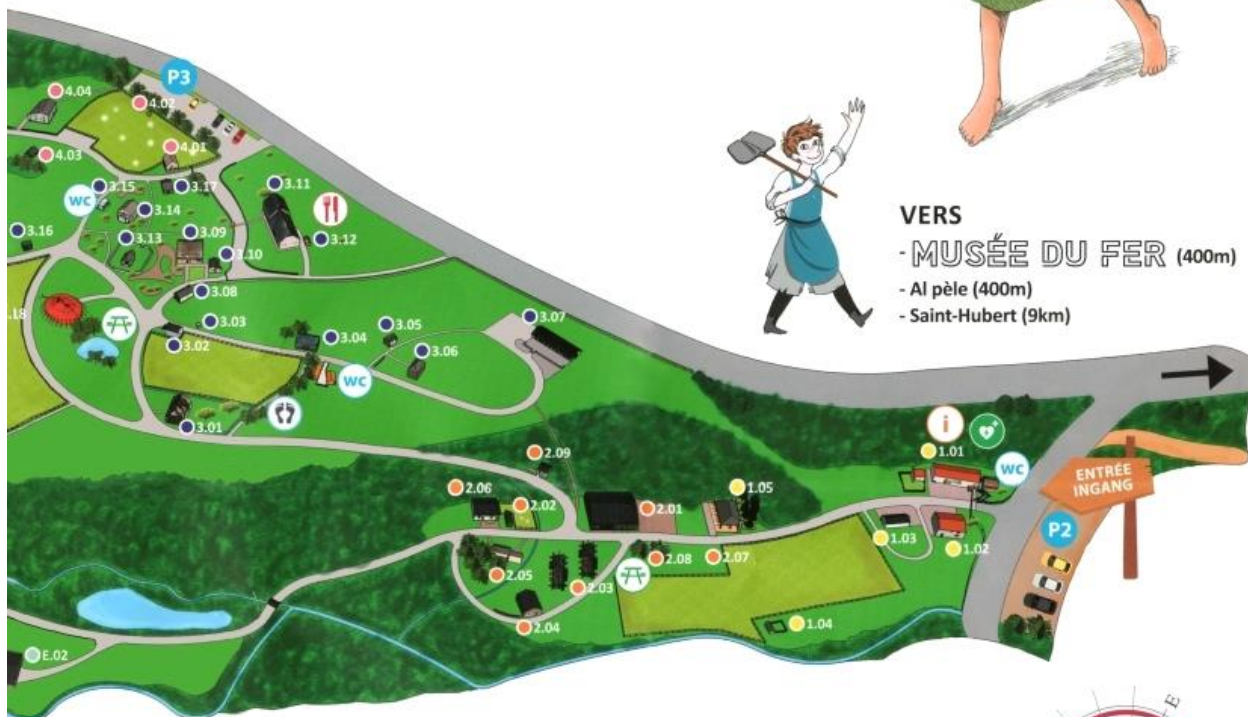 P3
4.04
4.02
4.03
4.01
3.15
3.17
3.11
WC
3.14
3.16
3.13
3.09
3.12
3.10
3.08
.18
3.03
3.02
3.04
3.05
3.06
3.07
WC
3.01
VERS
- MUSÉE DU FER (400m)
- Al pèle (400m)
- Saint-Hubert (9km)
i
1.01
WC
ENTRÉE
INGANG
P2
2.09
2.06
2.02
2.01
1.05
1.03
1.02
2.05
2.03
2.08
2.07
2.04
1.04
E.02
E